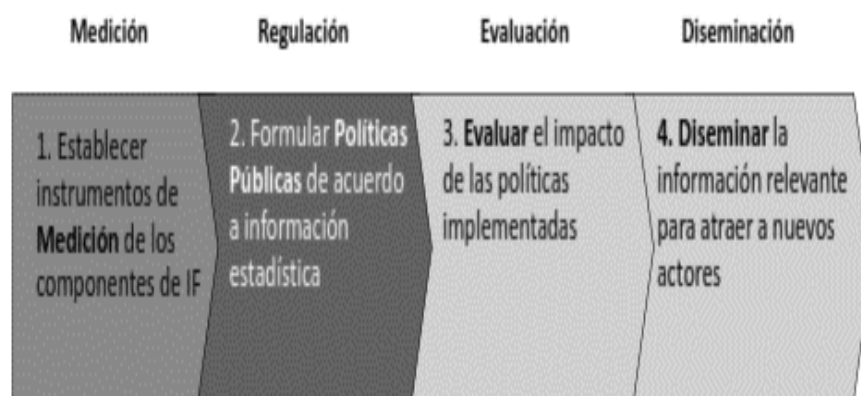 Medición Regulación Evaluación Diseminación
1. Establecer
instrumentos de
Medición de los
componentes de IF
2. Formular Políticas
Públicas de acuerdo
a información
estadística
3. Evaluar el impacto
de las políticas
implementadas
4. Diseminar la
información relevante
para atraer a nuevos
actores